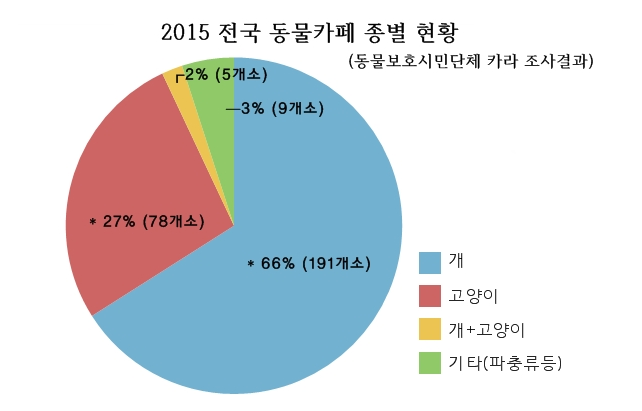 2015 전국 동물카페 종별 현황
(동물보호시민단체 카라 조사결과)
2% (5개소)
3% (9개소)
* 27% (78개소)
* 66% (191개소)
개
고양이
개+고양이
기타(파충류등)